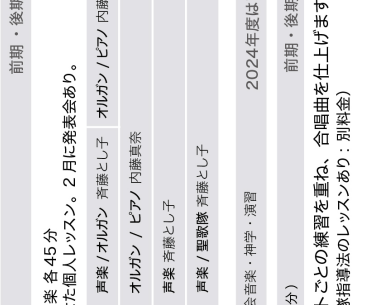 前期・後期
楽 各45分
た個人レッスン。2月に発表会あり。
声楽 / オルガン 斉藤とし子 オルガン / ピアノ 内藤
オルガン / ピアノ 内藤真奈
声楽 斉藤とし子
声楽 / 聖歌隊 斉藤とし子
会音楽・神学・演習 2024年度は
分） 前期・後期
トごとの練習を重ね、合唱曲を仕上げます
隊指導法のレッスンあり：別料金）